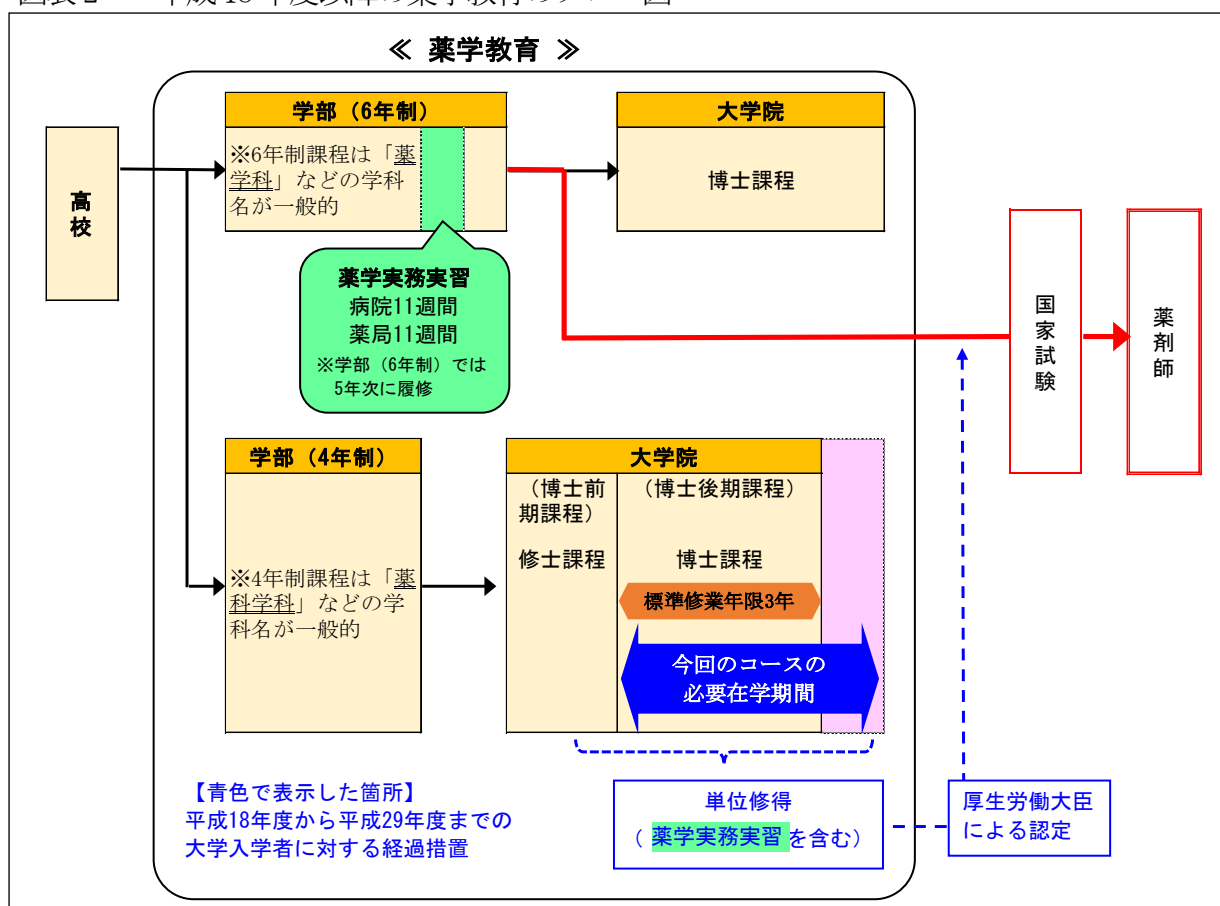 ≪ 薬学教育 ≫
学部（6年制）
大学院
高校
※6年制課程は「薬
学科」などの学科
名が一般的
博士課程
薬学実務実習
病院11週間
薬局11週間
※学部（6年制）では
5年次に履修
国家試験
薬剤師
学部（4年制）
大学院
※4年制課程は「薬
科学科」などの学
科名が一般的
（博士前
期課程）
修士課程
（博士後期課程）
博士課程
標準修業年限3年
今回のコースの
必要在学期間
【青色で表示した箇所】
平成18年度から平成29年度までの
大学入学者に対する経過措置
単位修得
（ 薬学実務実習 を含む）
厚生労働大臣
による認定